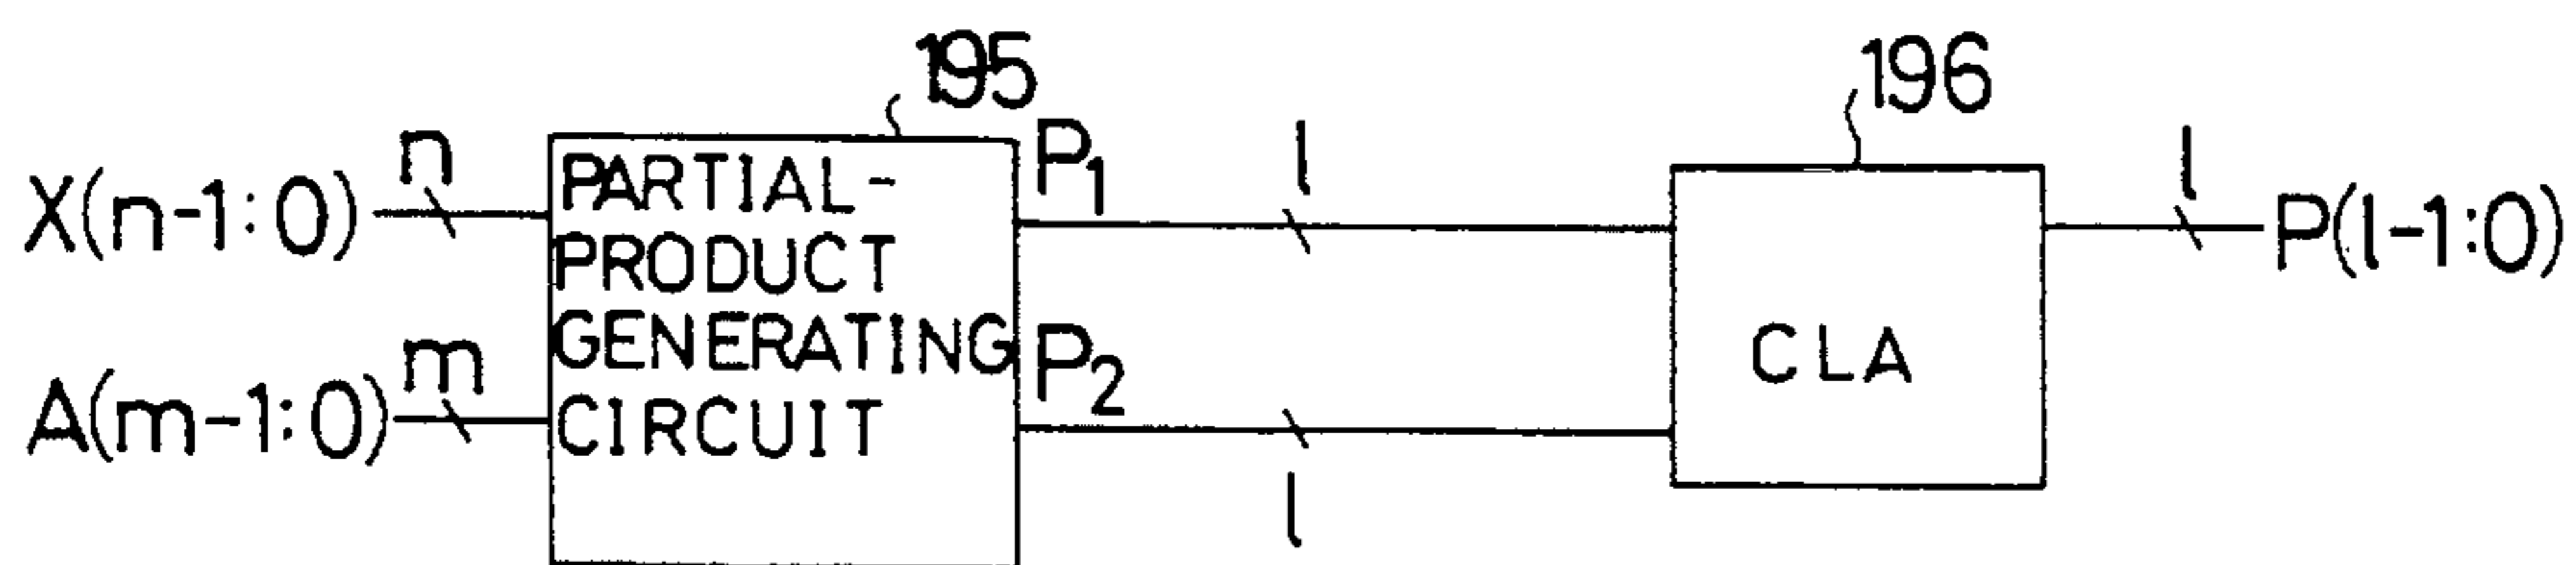 195
196
X(n-1:0)
n
A(m-1:0)
m
PARTIAL-
PRODUCT
GENERATING
CIRCUIT
P1
l
P2
l
CLA
l
P(l-1:0)